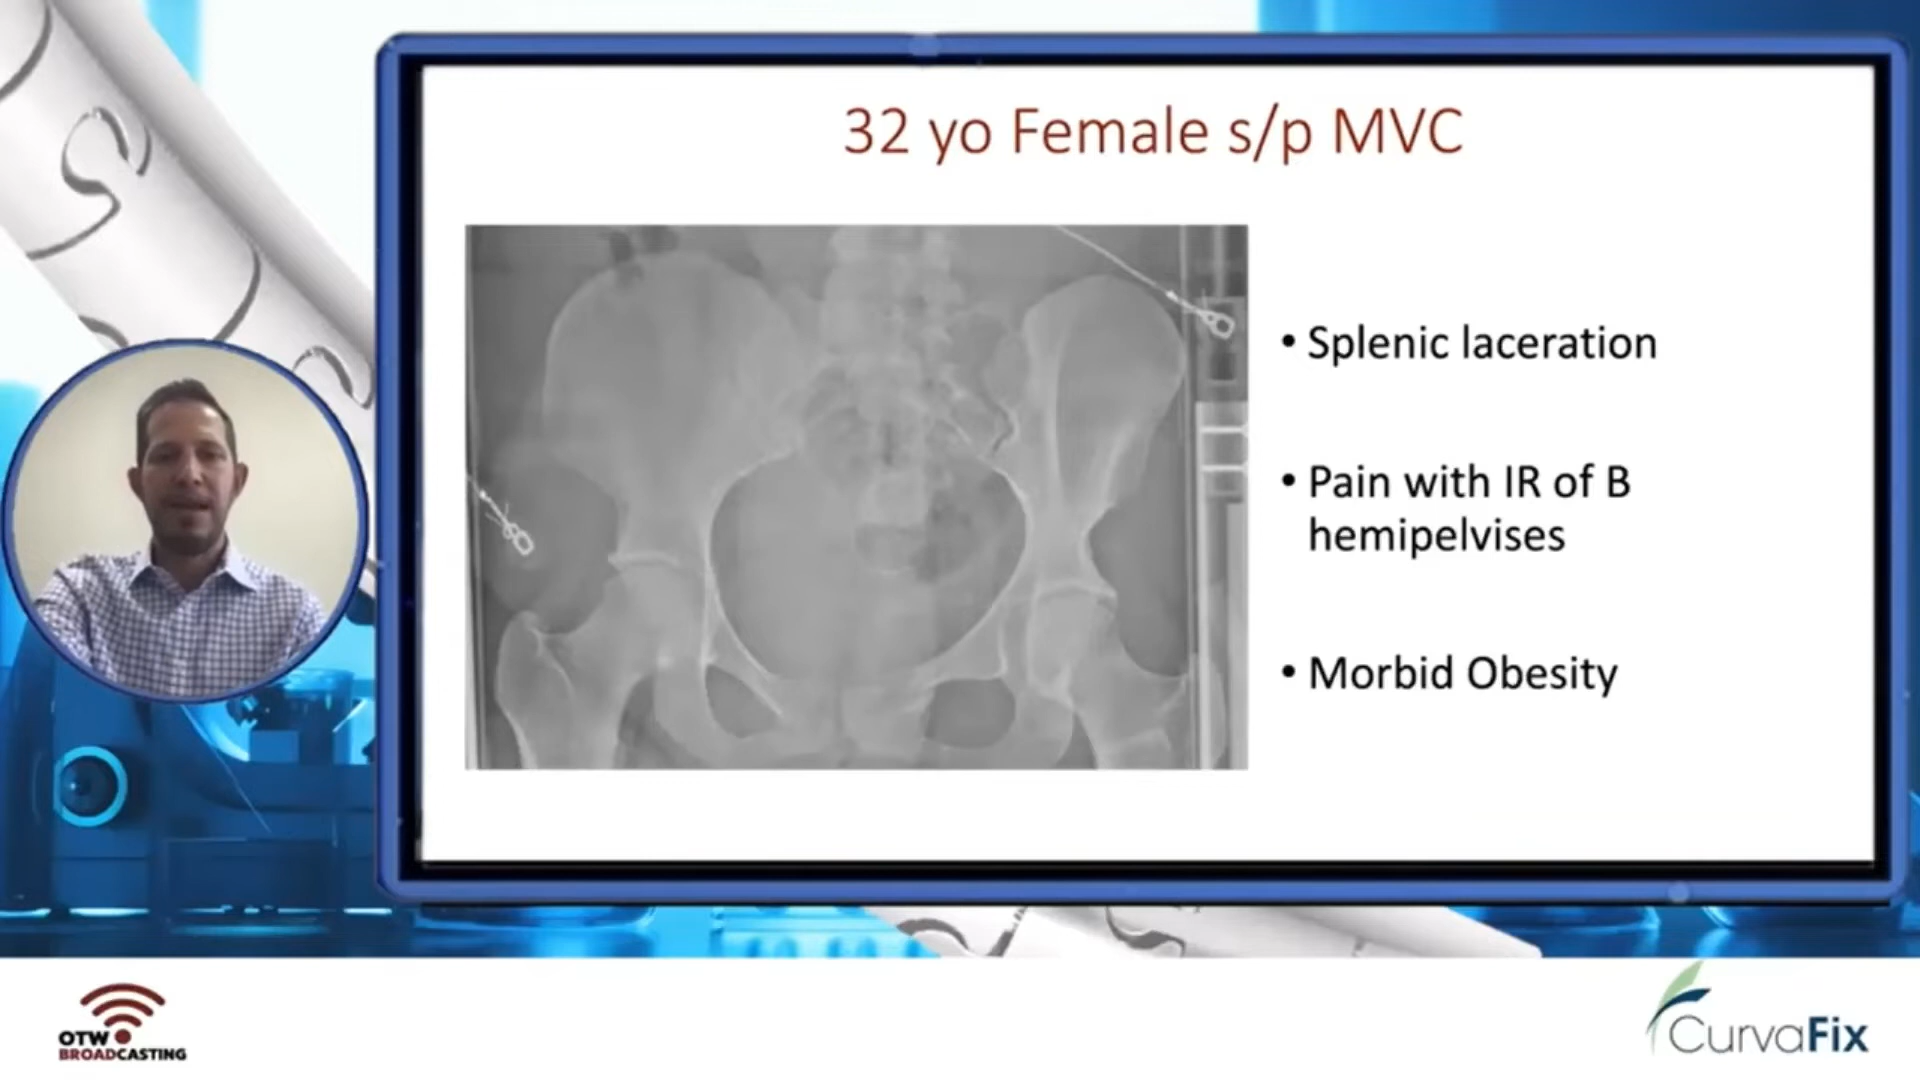 32 yo Female s/p MVC
• Splenic laceration
• Pain with IR of B
hemipelvises
• Morbid Obesity
OTW
BROADCASTING
CurvaFix